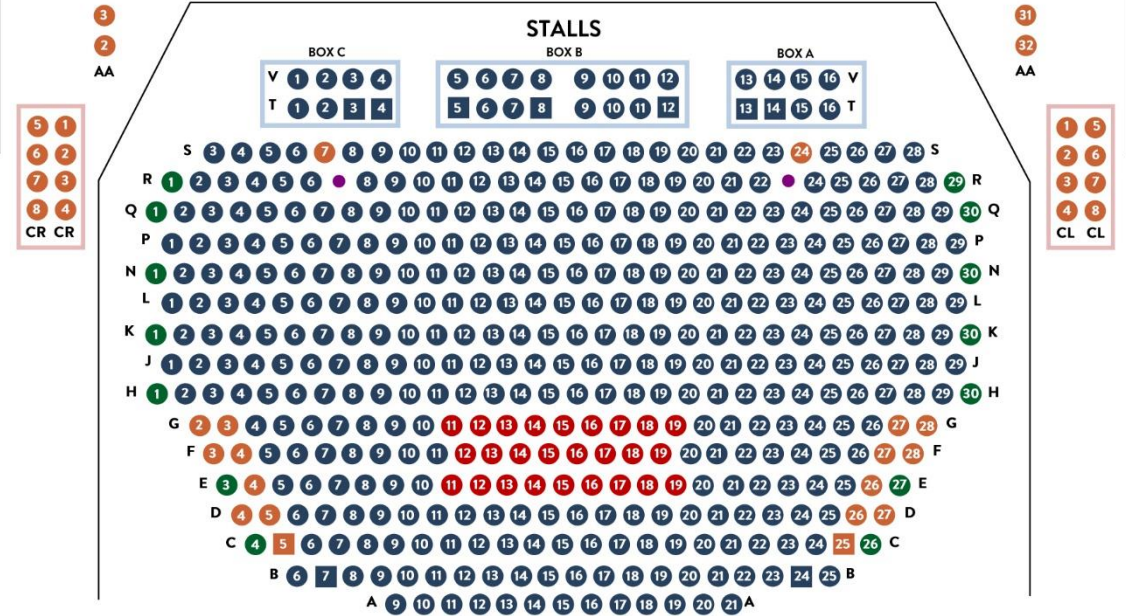 STALLS
3 31
2 32
AA AA
BOX C BOX B BOX A
V 1 2 3 4 5 6 7 8 9 10 11 12 13 14 15 16 V
T 1 2 3 4 5 6 7 8 9 10 11 12 13 14 15 16 T
5 1
6 2
7 3
8 4
CR CR
1 5
2 6
3 7
4 8
CL CL
S 3 4 5 6 7 8 9 10 11 12 13 14 15 16 17 18 19 20 21 22 23 24 25 26 27 28 S
R 1 2 3 4 5 6 8 9 10 11 12 13 14 15 16 17 18 19 20 21 22 24 25 26 27 28 29 R
Q 1 2 3 4 5 6 7 8 9 10 11 12 13 14 15 16 17 18 19 20 21 22 23 24 25 26 27 28 29 30 Q
P 1 2 3 4 5 6 7 8 9 10 11 12 13 14 15 16 17 18 19 20 21 22 23 24 25 26 27 28 29 P
N 1 2 3 4 5 6 7 8 9 10 11 12 13 14 15 16 17 18 19 20 21 22 23 24 25 26 27 28 29 30 N
L 1 2 3 4 5 6 7 8 9 10 11 12 13 14 15 16 17 18 19 20 21 22 23 24 25 26 27 28 29 L
K 1 2 3 4 5 6 7 8 9 10 11 12 13 14 15 16 17 18 19 20 21 22 23 24 25 26 27 28 29 30 K
J 1 2 3 4 5 6 7 8 9 10 11 12 13 14 15 16 17 18 19 20 21 22 23 24 25 26 27 28 29 J
H 1 2 3 4 5 6 7 8 9 10 11 12 13 14 15 16 17 18 19 20 21 22 23 24 25 26 27 28 29 30 H
G 2 3 4 5 6 7 8 9 10 11 12 13 14 15 16 17 18 19 20 21 22 23 24 25 26 27 28 G
F 3 4 5 6 7 8 9 10 11 12 13 14 15 16 17 18 19 20 21 22 23 24 25 26 27 28 F
E 3 4 5 6 7 8 9 10 11 12 13 14 15 16 17 18 19 20 21 22 23 24 25 26 27 E
D 4 5 6 7 8 9 10 11 12 13 14 15 16 17 18 19 20 21 22 23 24 25 26 27 D
C 4 5 6 7 8 9 10 11 12 13 14 15 16 17 18 19 20 21 22 23 24 25 26 C
B 6 7 8 9 10 11 12 13 14 15 16 17 18 19 20 21 22 23 24 25 B
A 9 10 11 12 13 14 15 16 17 18 19 20 21 A